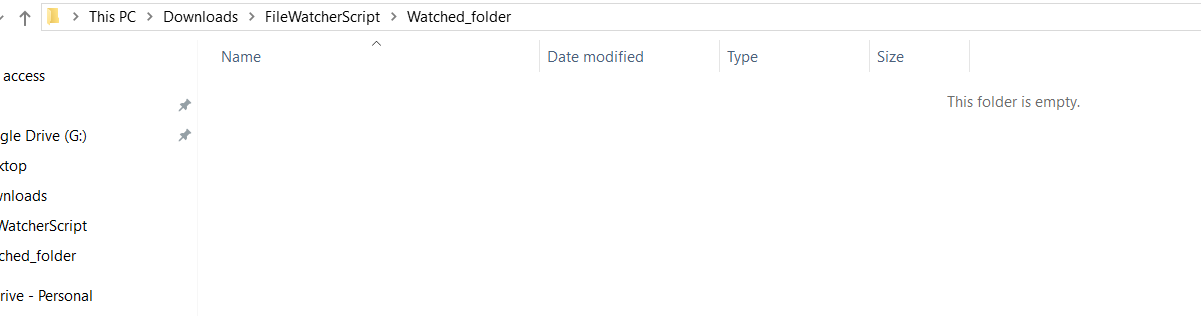 This PC > Downloads > FileWatcherScript > Watched_folder
Name Date modified Type Size
access
This folder is empty.
gle Drive (G:)
ktop
vnloads
WatcherScript
ched_folder
rive - Personal